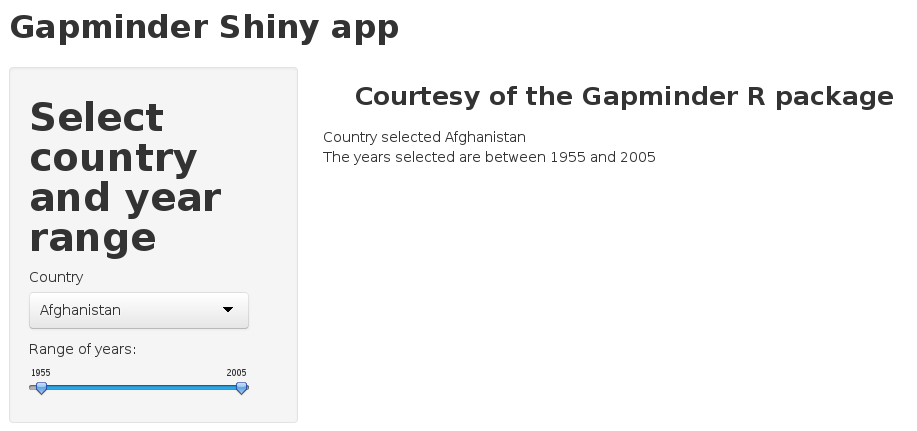 Gapminder Shiny app
Select
country
and year
range
Country
Afghanistan
Range of years:
1955 2005
Courtesy of the Gapminder R package
Country selected Afghanistan
The years selected are between 1955 and 2005